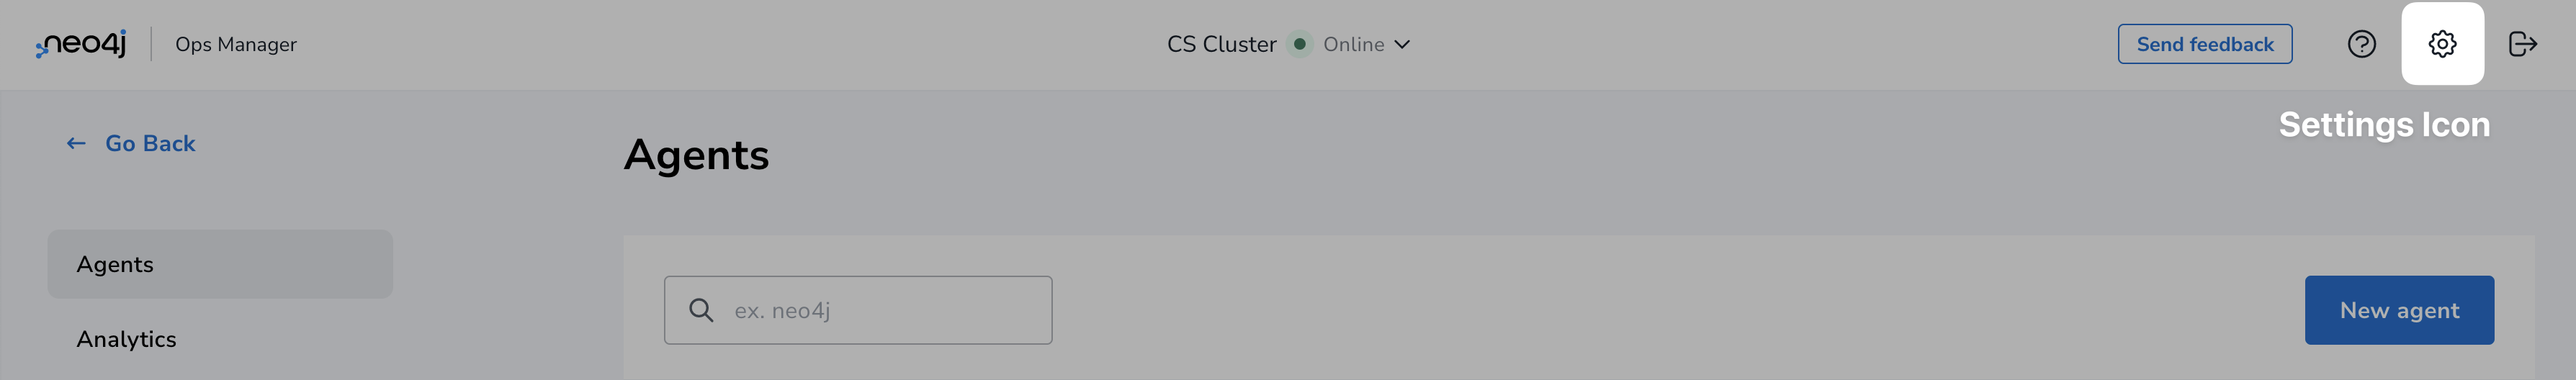 neo4j Ops Manager CS Cluster Online Send feedback
Settings Icon
Go Back
Agents
Agents
Analytics
ex. neo4j
New agent